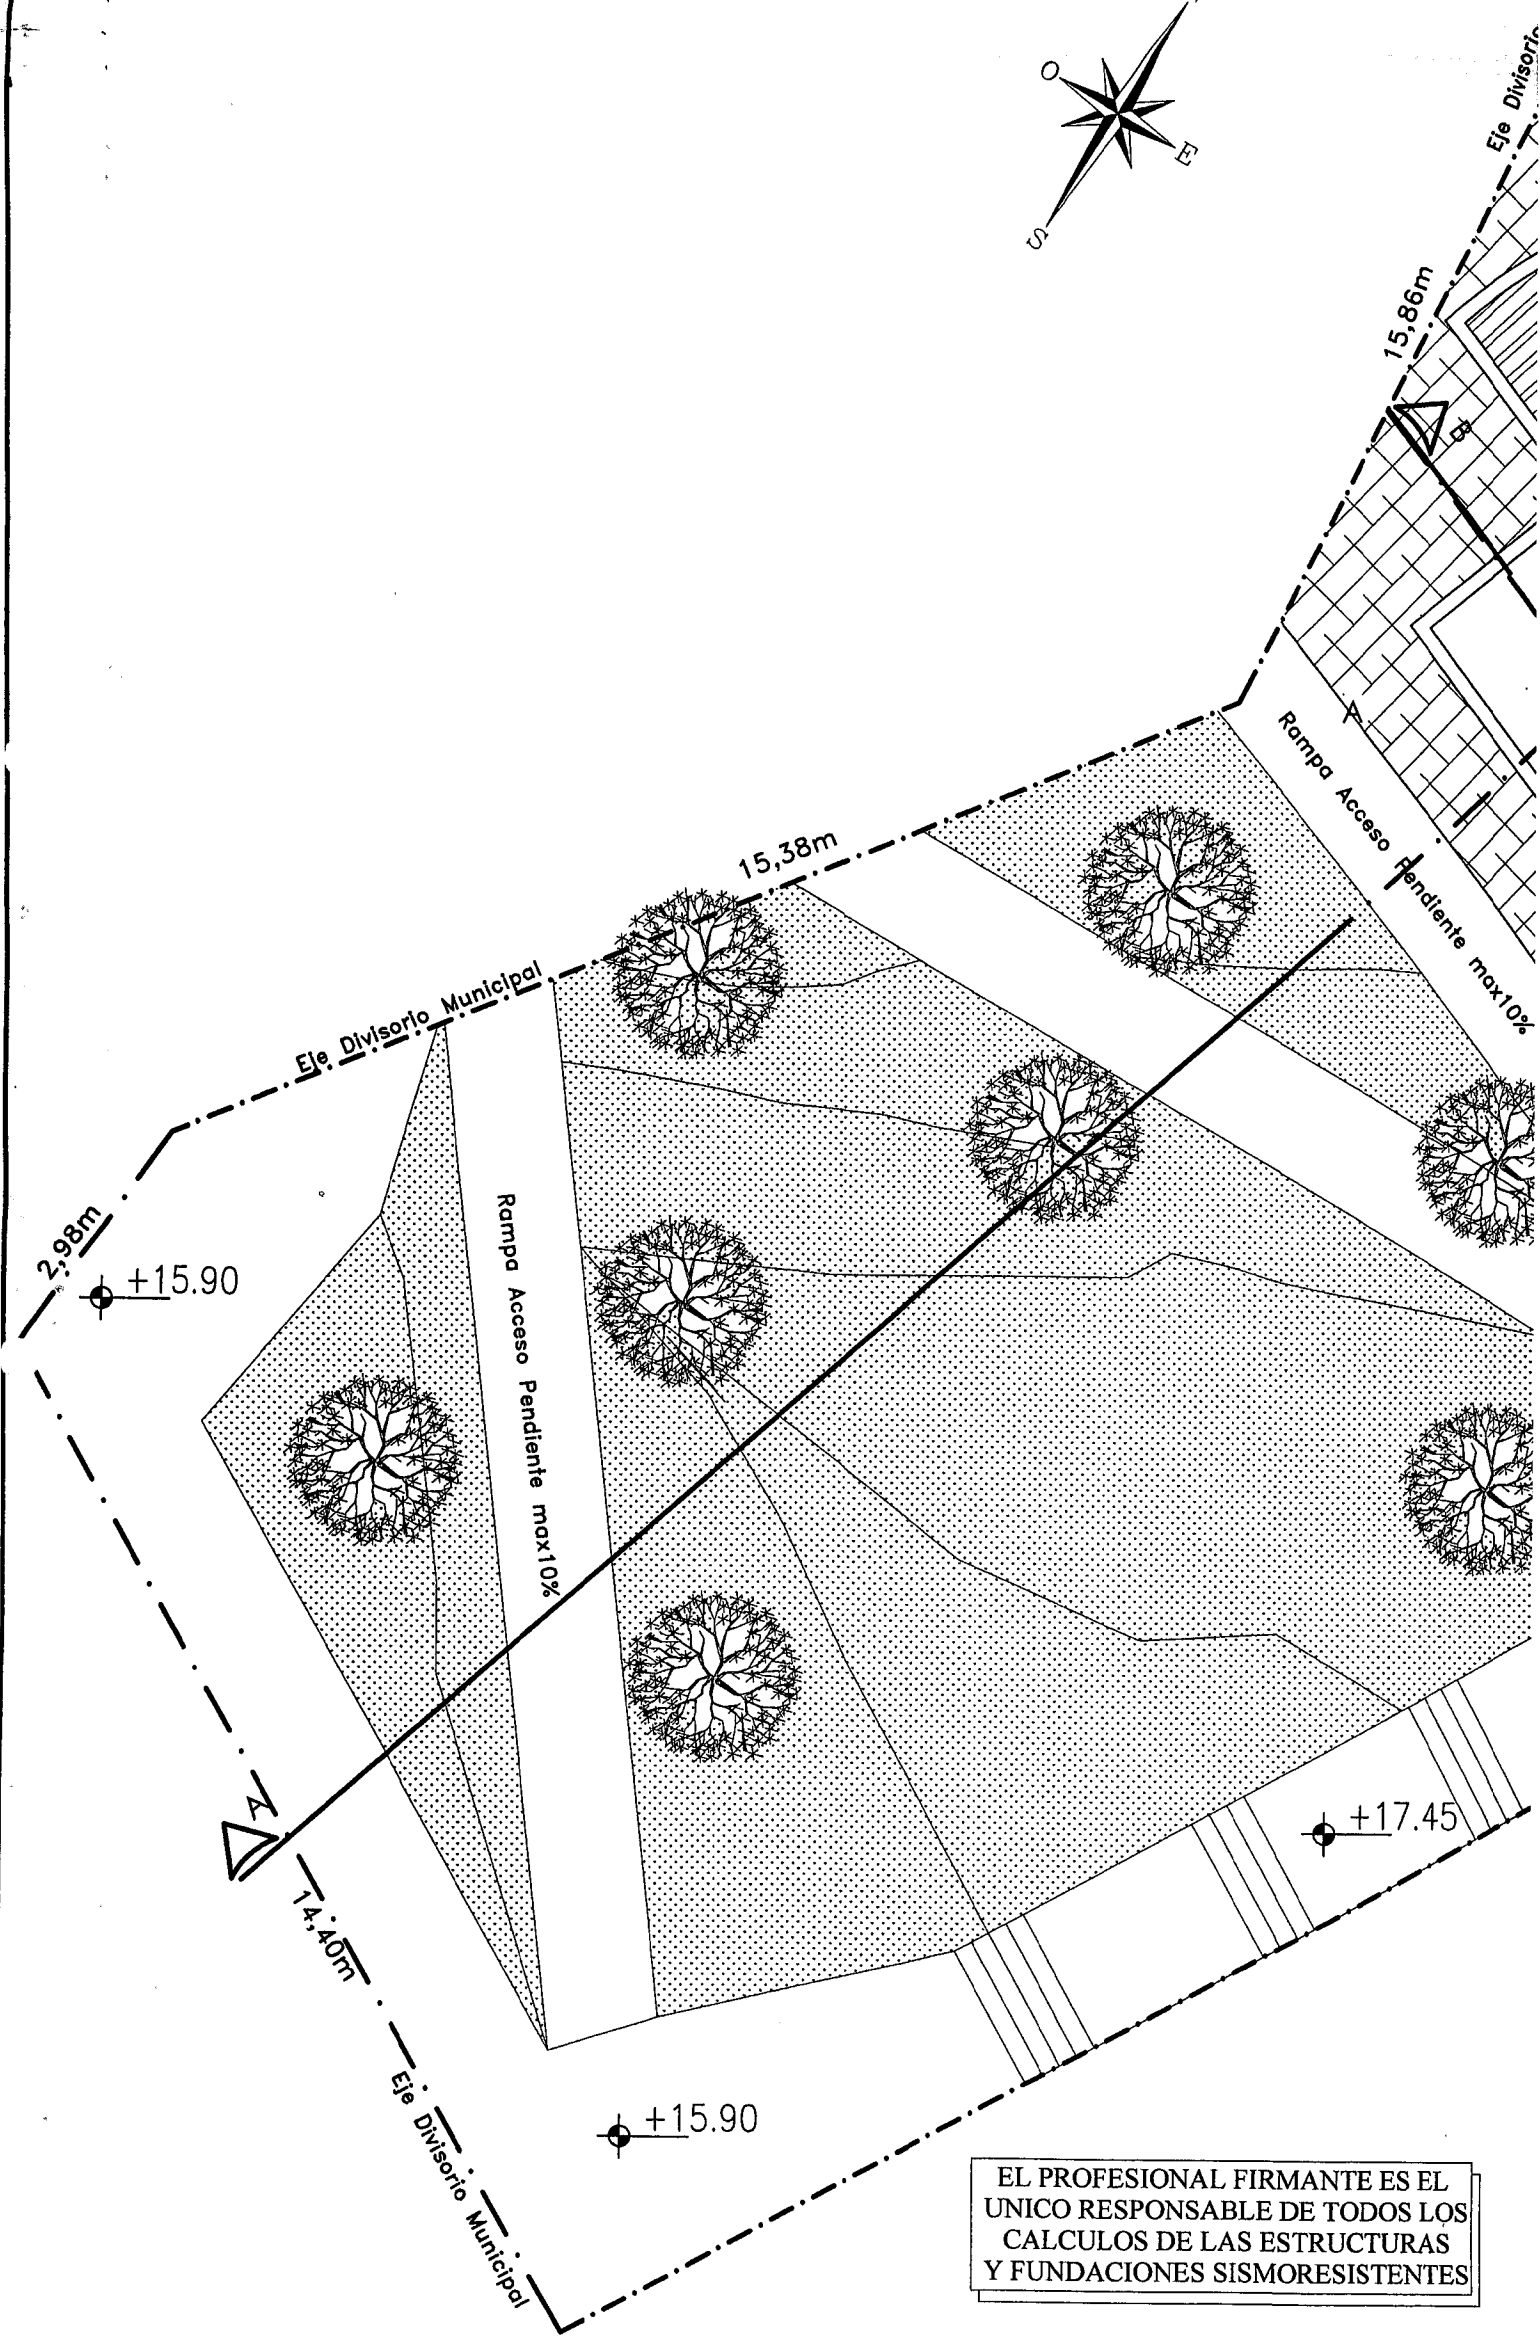 O
E
S
Eje Divisorio
15,86m
B
A
Rampa Acceso Pendiente max10%
15,38m
Eje Divisorio Municipal
2,98m
+15.90
Rampa Acceso Pendiente max10%
A
14,40m
+17.45
Eje Divisorio Municipal
+15.90
EL PROFESIONAL FIRMANTE ES EL
UNICO RESPONSABLE DE TODOS LOS
CALCULOS DE LAS ESTRUCTURAS
Y FUNDACIONES SISMORESISTENTES